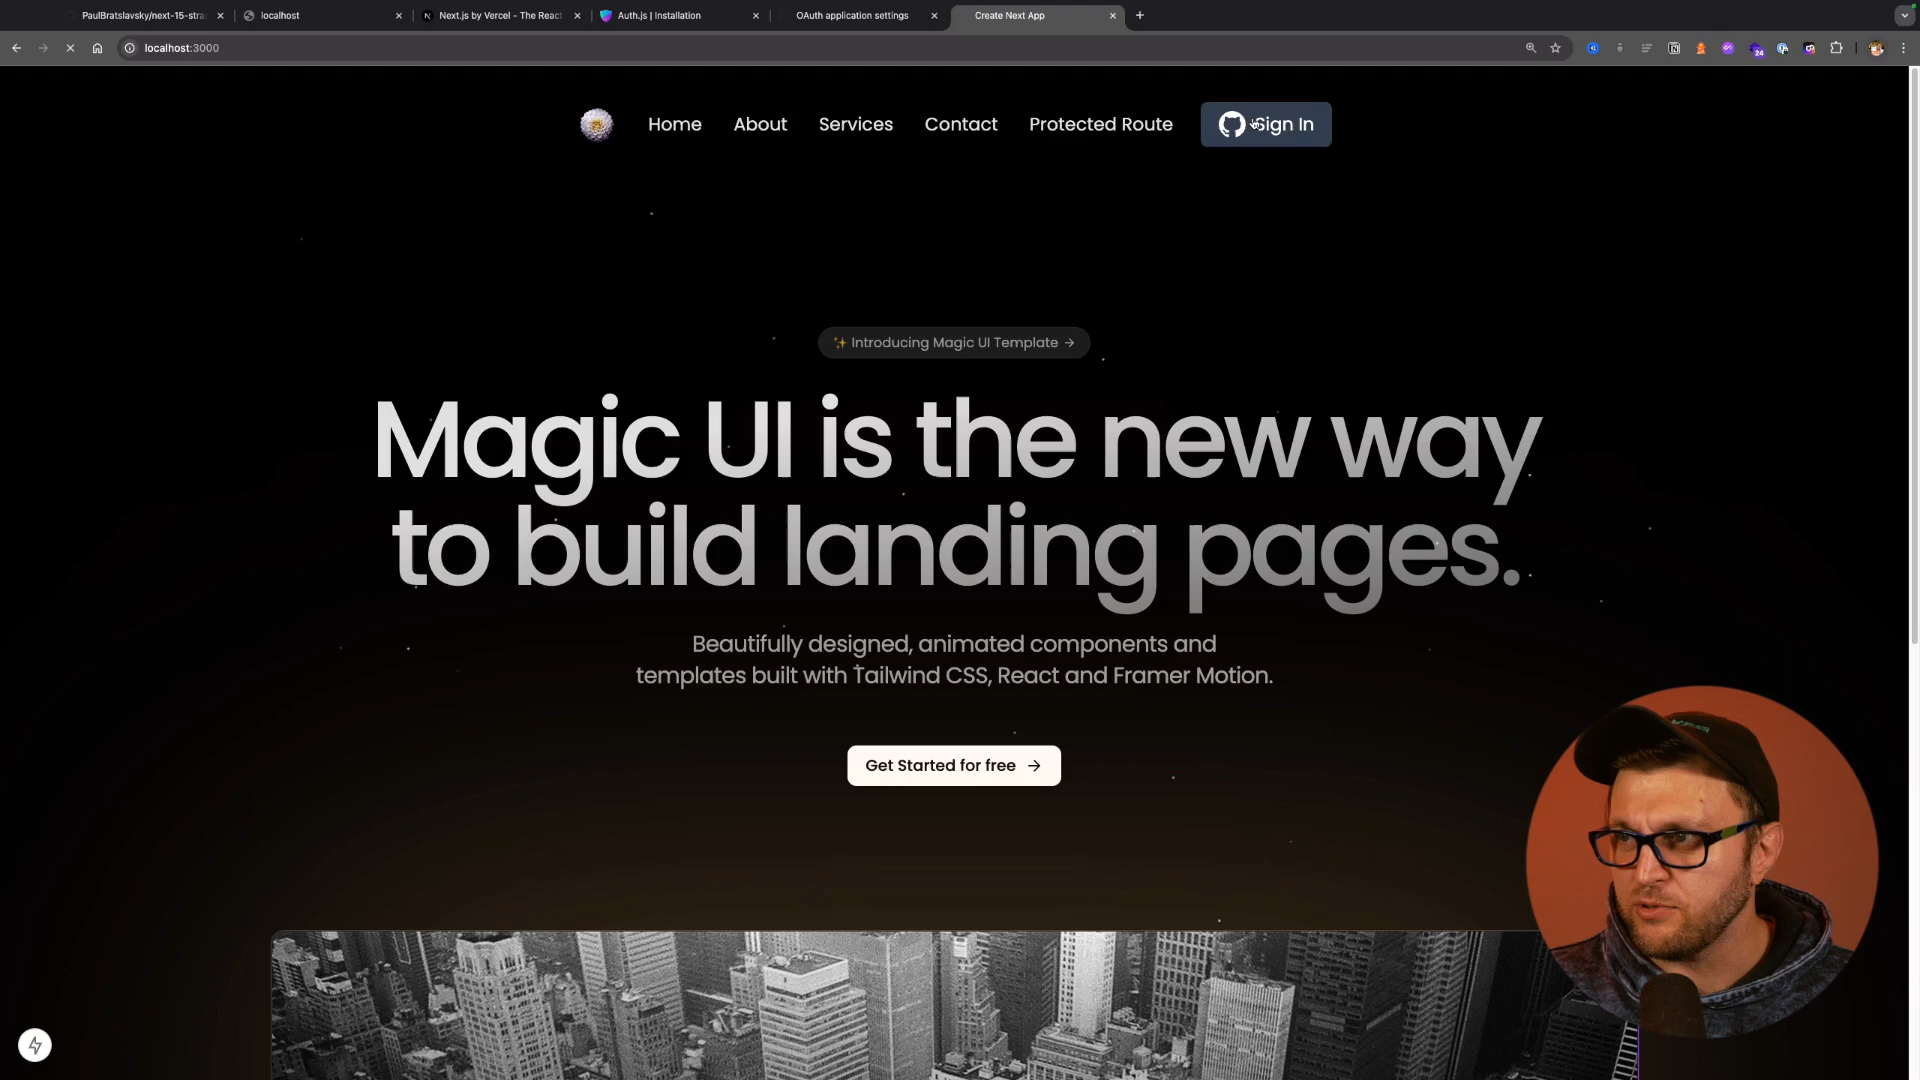 PaulBratslavsky/next-15-stra
localhost
Next.js by Vercel - The React
Auth.js | Installation
OAuth application settings
Create Next App
localhost:3000
24
Home
About
Services
Contact
Protected Route
Sign In
✨ Introducing Magic UI Template →
Magic UI is the new way
to build landing pages.
Beautifully designed, animated components and
templates built with Tailwind CSS, React and Framer Motion.
Get Started for free →